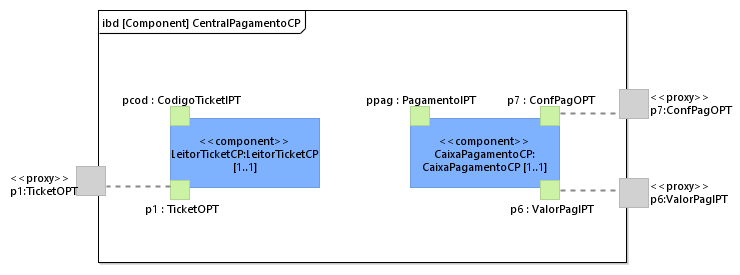 ibd [Component] CentralPagamentoCP
pcod : CodigoTicketIPT
ppag : PagamentoIPT
p7 : ConfPagOPT
<<proxy>>
p7:ConfPagOPT
<<component>>
LeitorTicketCP:LeitorTicketCP
[1..1]
<<component>>
CaixaPagamentoCP:
CaixaPagamentoCP [1..1]
<<proxy>>
p1:TicketOPT
p1 : TicketOPT
p6 : ValorPagIPT
<<proxy>>
p6:ValorPagIPT